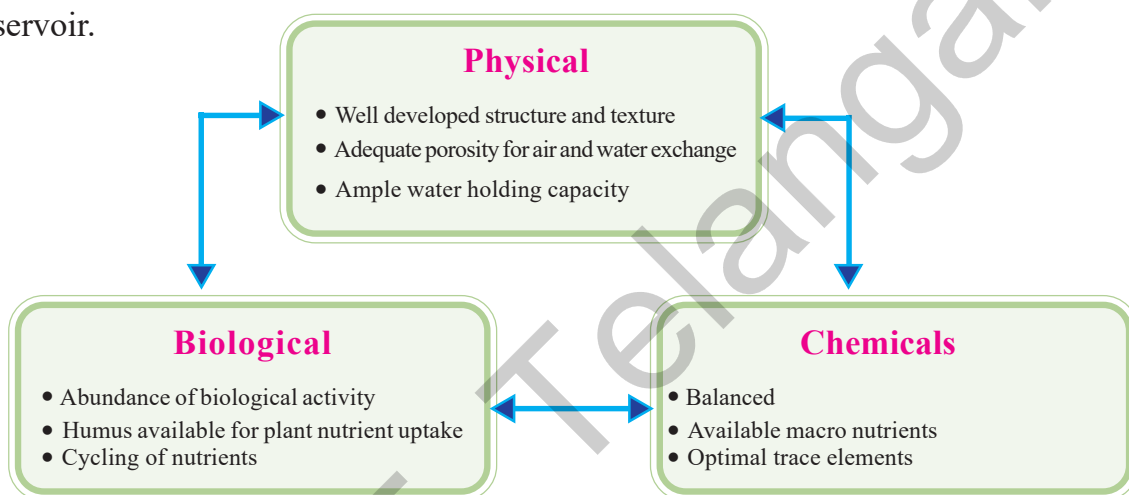 servoir.
Physical
• Well developed structure and texture
• Adequate porosity for air and water exchange
• Ample water holding capacity
Biological
• Abundance of biological activity
• Humus available for plant nutrient uptake
• Cycling of nutrients
Chemicals
• Balanced
• Available macro nutrients
• Optimal trace elements
Telanga